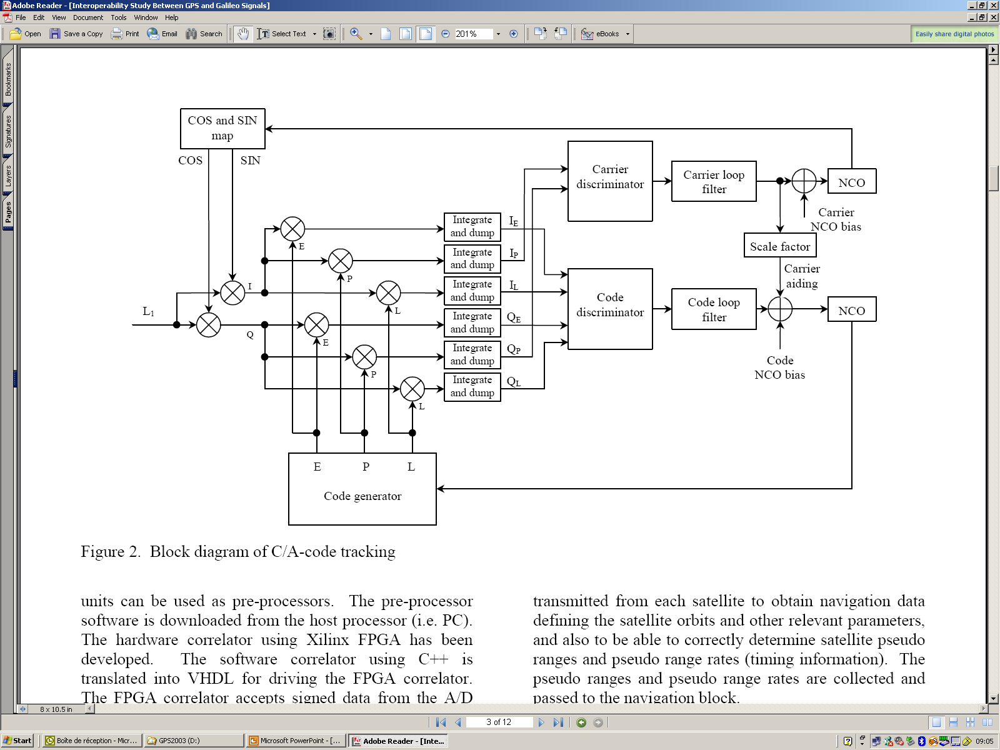 Adobe Reader - [Interoperability Study Between GPS and Galileo Signals]
File Edit View Document Tools Window Help
Open Save a Copy Print Email Search Select Text 201% eBooks Easily share digital photos
Bookmarks
Signatures
Layers
Pages
COS and SIN
map
COS SIN
Carrier
discriminator
Carrier loop
filter
NCO
Carrier
NCO bias
Scale factor
Carrier
aiding
Integrate
and dump
I_E
Integrate
and dump
I_P
Integrate
and dump
I_L
Integrate
and dump
Q_E
Integrate
and dump
Q_P
Integrate
and dump
Q_L
E
P
L
E
P
L
I
Q
L1
Code
discriminator
Code loop
filter
NCO
Code
NCO bias
E P L
Code generator
Figure 2. Block diagram of C/A-code tracking
units can be used as pre-processors. The pre-processor
software is downloaded from the host processor (i.e. PC).
The hardware correlator using Xilinx FPGA has been
developed. The software correlator using C++ is
translated into VHDL for driving the FPGA correlator.
The FPGA correlator accepts signed data from the A/D
transmitted from each satellite to obtain navigation data
defining the satellite orbits and other relevant parameters,
and also to be able to correctly determine satellite pseudo
ranges and pseudo range rates (timing information). The
pseudo ranges and pseudo range rates are collected and
passed to the navigation block.
8 x 10.5 in
3 of 12
Start Boîte de réception - Micr... GPS2003 (D:) Microsoft PowerPoint - [... Adobe Reader - [Inte... 09:05